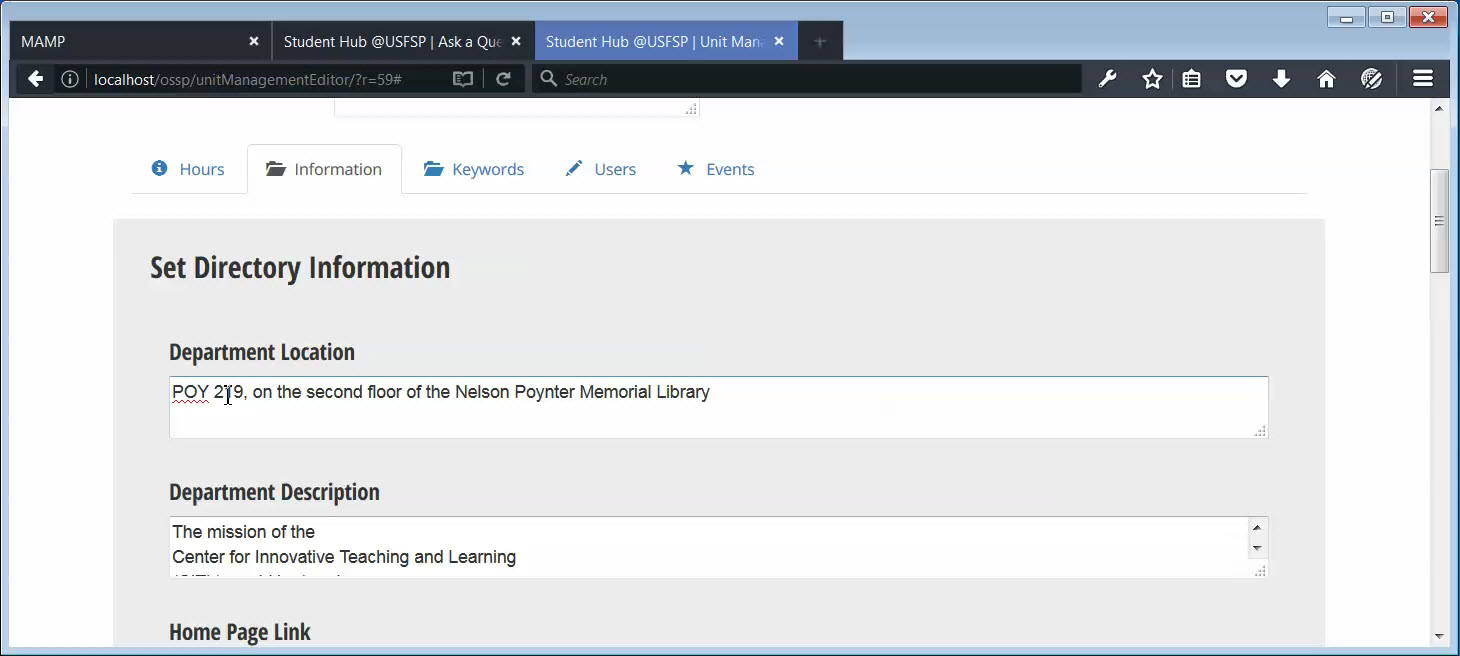 MAMP
Student Hub @USFSP | Ask a Que
Student Hub @USFSP | Unit Man
localhost/ossp/unitManagementEditor/?r=59#
Search
Hours
Information
Keywords
Users
Events
Set Directory Information
Department Location
POY 219, on the second floor of the Nelson Poynter Memorial Library
Department Description
The mission of the
Center for Innovative Teaching and Learning
Home Page Link